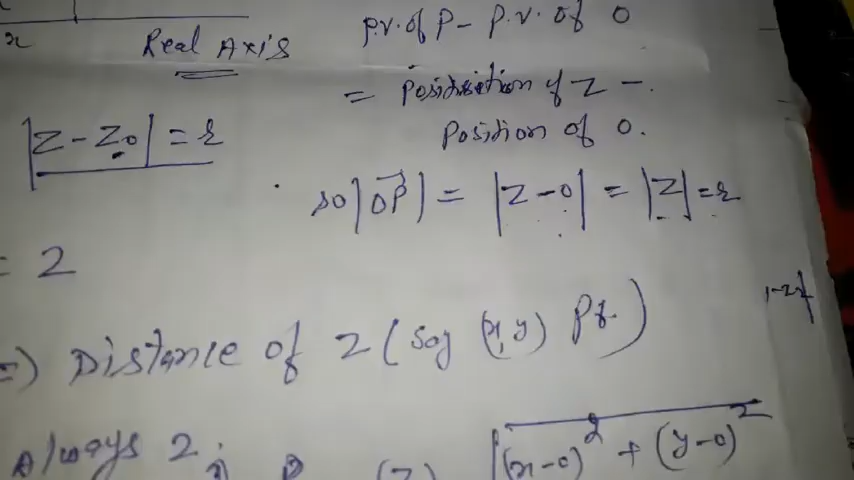 x
Real Axis
p.v. of P - p.v. of O
= Position of Z -
Position of O.
|Z - Z0| = r
so |OP| = |Z-0| = |Z| = r
= 2
=) Distance of Z (Say (x,y) Pt.)
Always 2
(Z) √(x-0)² + (y-0)²